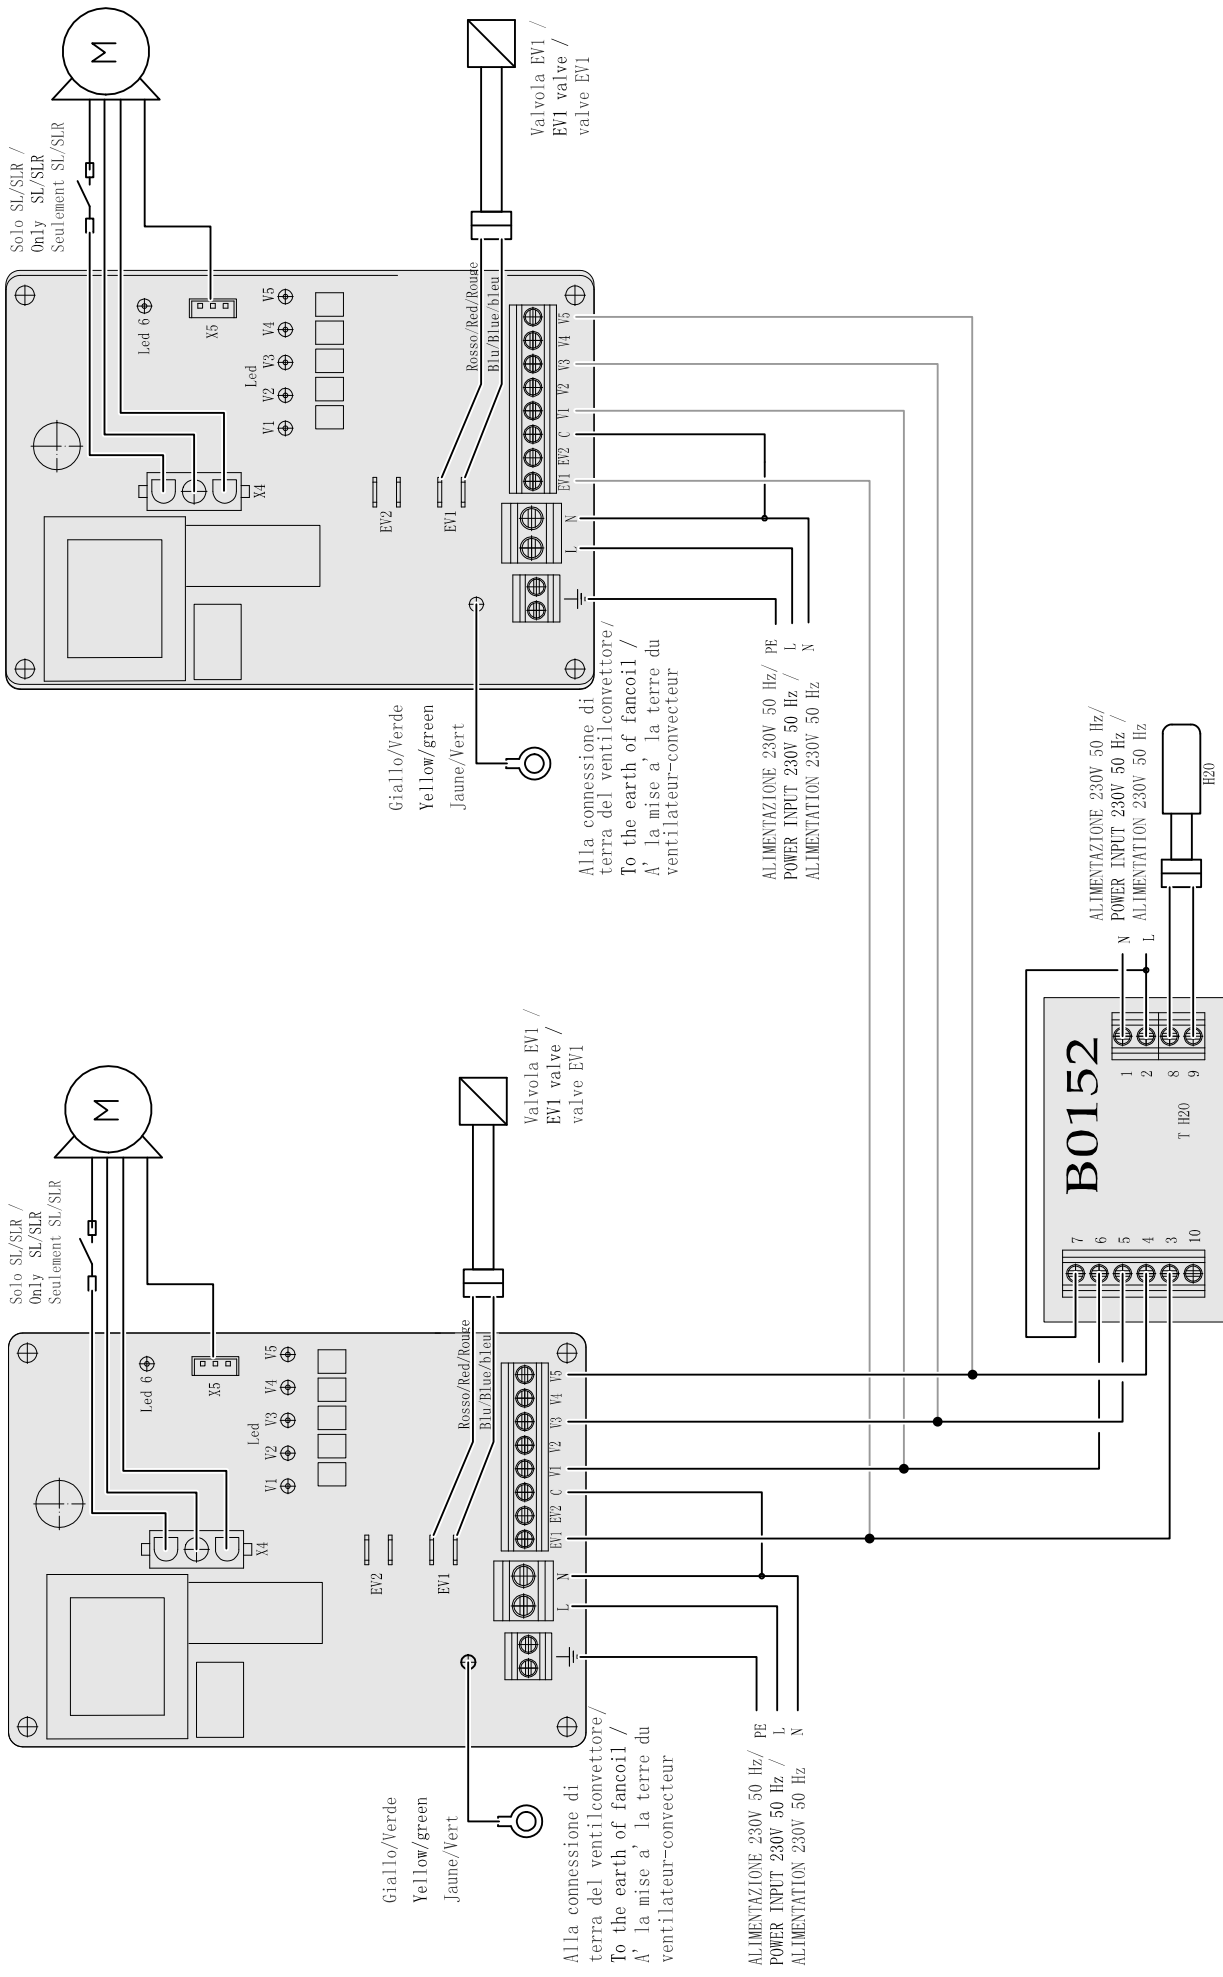 Solo SL/SLR /
Only SL/SLR
Seulement SL/SLR
M
Led 6
X5
V1 V2 V3 V4 V5
Led
X4
EV2
EV1
Rosso/Red/Rouge
Blu/Blue/bleu
Valvola EV1 /
EV1 valve /
valve EV1
L N EV1 EV2 C V1 V2 V3 V4 V5
Giallo/Verde
Yellow/green
Jaune/Vert
Alla connessione di
terra del ventilconvettore/
To the earth of fancoil /
A' la mise a' la terre du
ventilateur-convecteur
ALIMENTAZIONE 230V 50 Hz/
POWER INPUT 230V 50 Hz /
ALIMENTATION 230V 50 Hz
PE
L
N
Solo SL/SLR /
Only SL/SLR
Seulement SL/SLR
M
Led 6
X5
V1 V2 V3 V4 V5
Led
X4
EV2
EV1
Rosso/Red/Rouge
Blu/Blue/bleu
Valvola EV1 /
EV1 valve /
valve EV1
L N EV1 EV2 C V1 V2 V3 V4 V5
Giallo/Verde
Yellow/green
Jaune/Vert
Alla connessione di
terra del ventilconvettore/
To the earth of fancoil /
A' la mise a' la terre du
ventilateur-convecteur
ALIMENTAZIONE 230V 50 Hz/
POWER INPUT 230V 50 Hz /
ALIMENTATION 230V 50 Hz
PE
L
N
B0152
7
6
5
4
3
10
1
2
8
9
T H20
N
L
ALIMENTAZIONE 230V 50 Hz/
POWER INPUT 230V 50 Hz /
ALIMENTATION 230V 50 Hz
H20